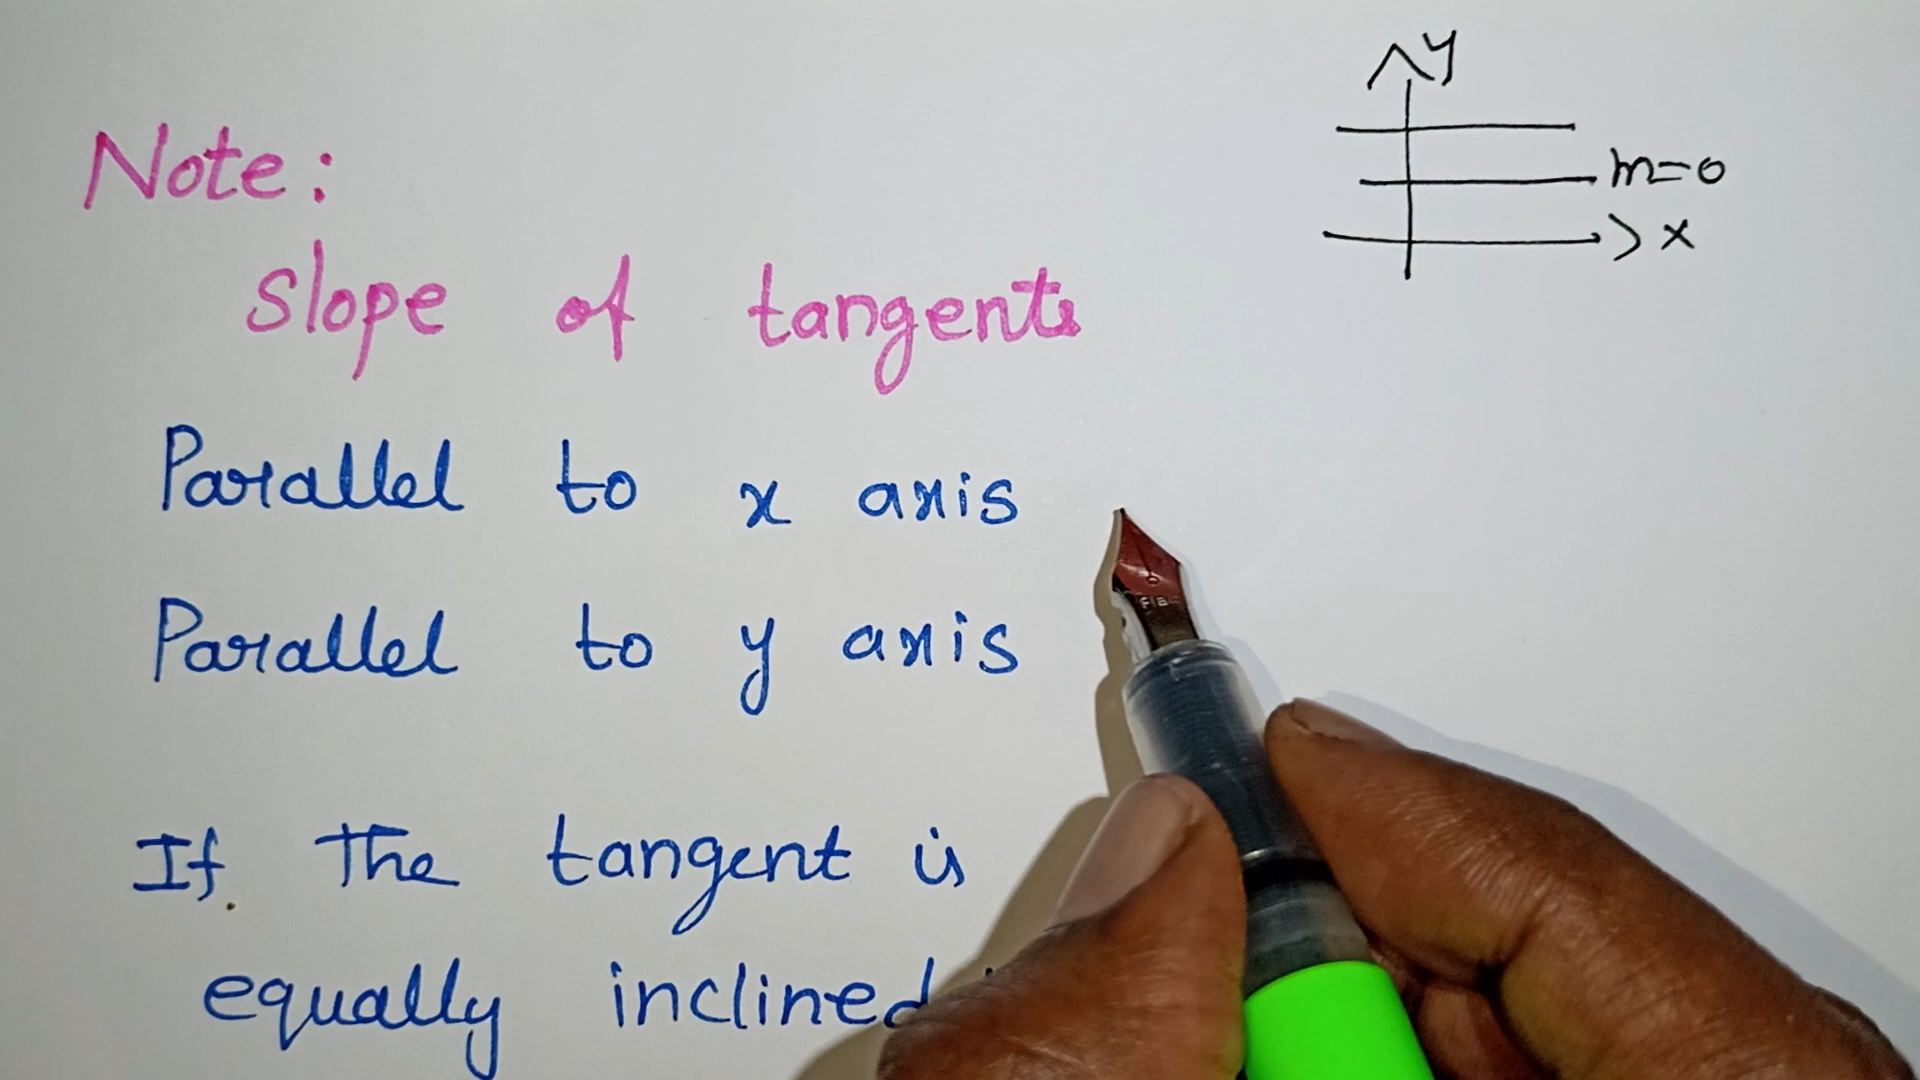 Note:
Slope of tangents
Parallel to x axis
Parallel to y axis
If the tangent is
equally inclined
y
m=0
x